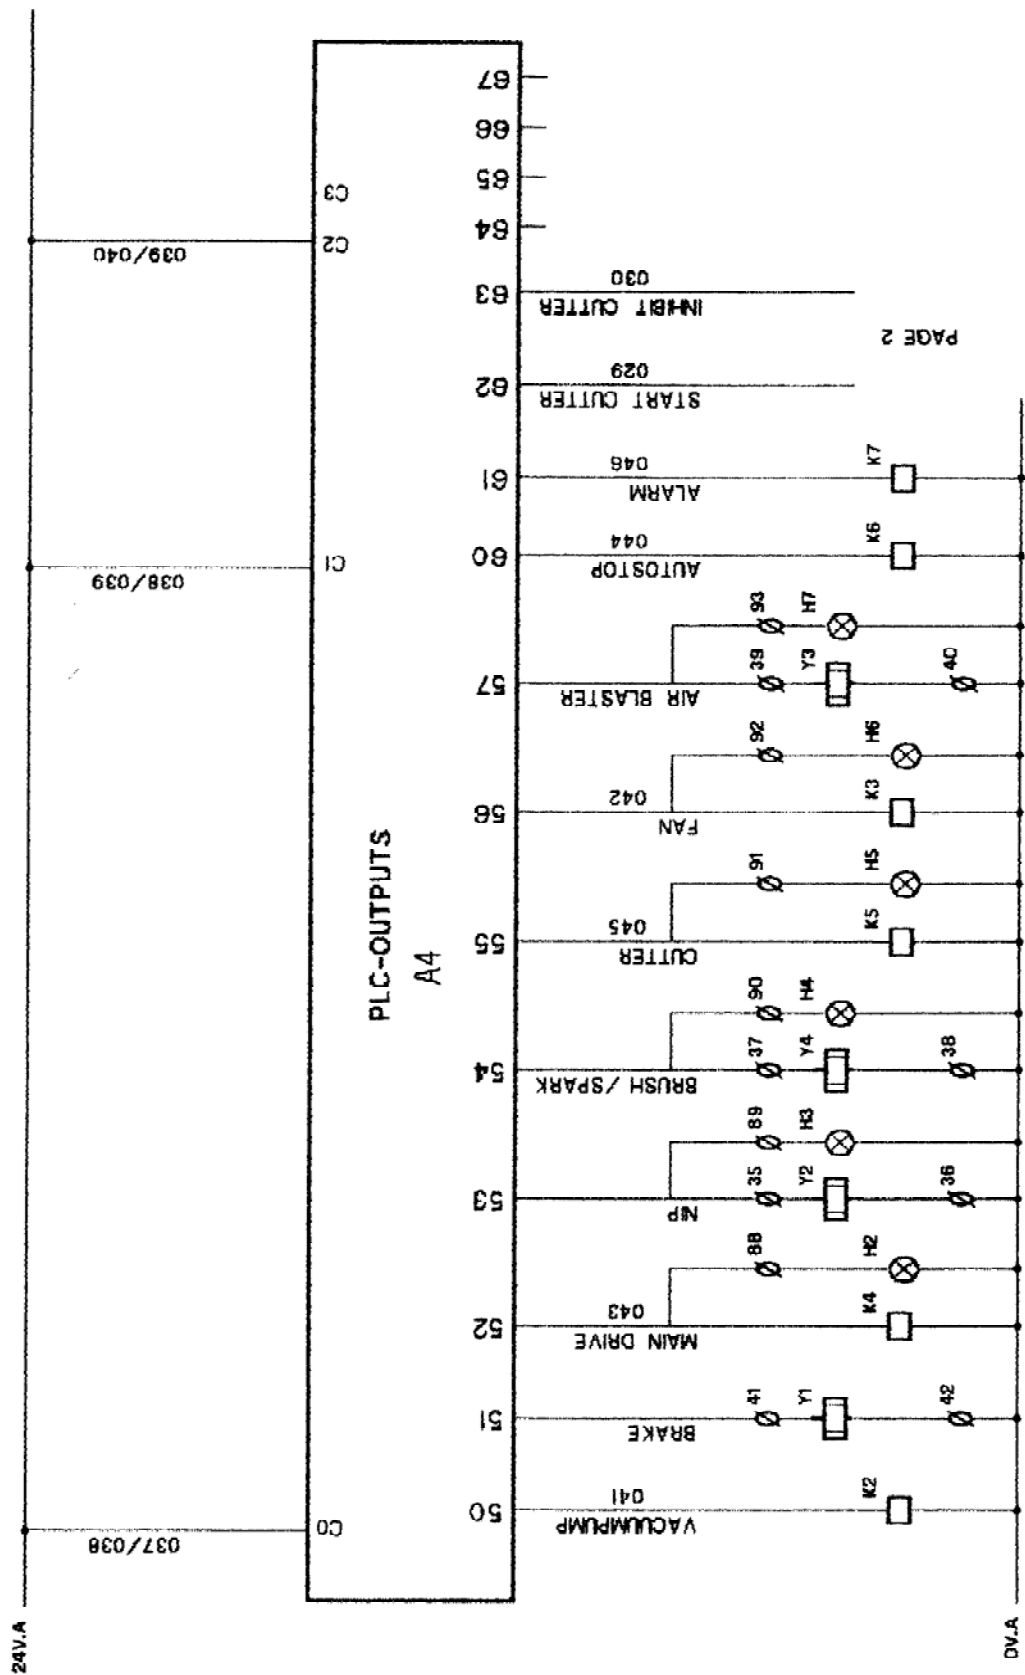 24V.A
037/038
038/039
039/040
C0
C1
C2
C3
PLC-OUTPUTS
A4
50
51
52
53
54
55
56
57
60
61
62
63
64
65
66
67
VACUUMPUMP
041
K2
BRAKE
41
Y1
42
MAIN DRIVE
043
88
K4
H2
NIP
35
Y2
36
89
H3
BRUSH/SPARK
37
Y4
38
90
H4
CUTTER
045
91
K5
H5
FAN
042
92
K3
H6
AIR BLASTER
39
Y3
40
93
H7
AUTOSTOP
044
K6
ALARM
046
K7
START CUTTER
029
INHIBIT CUTTER
030
PAGE 2
0V.A